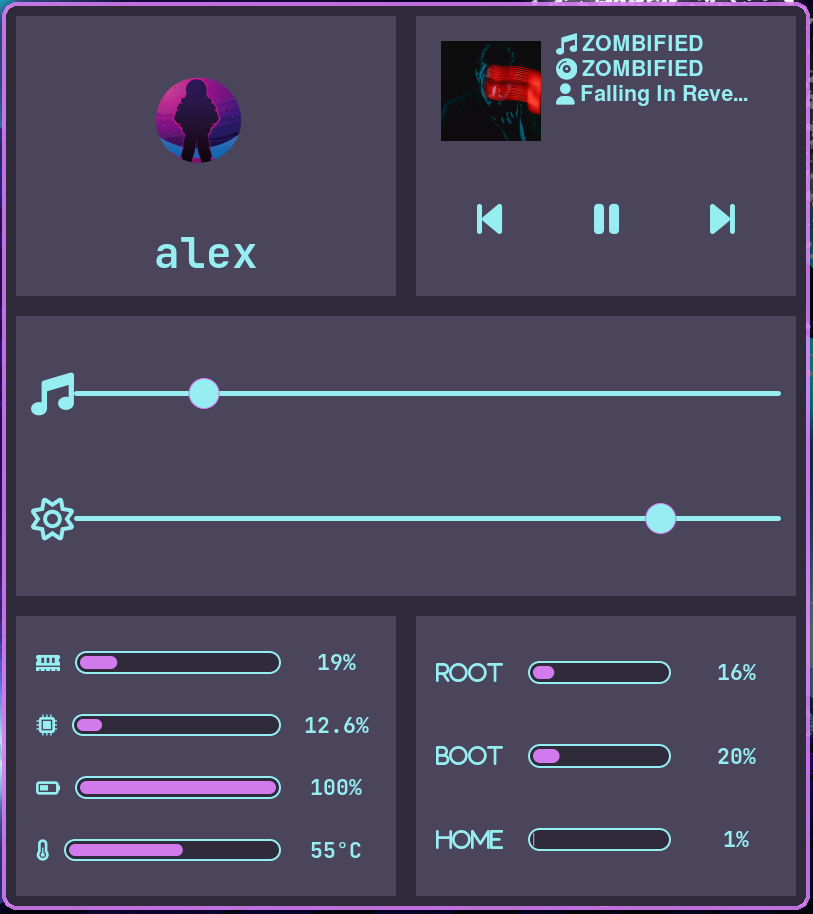 alex
ZOMBIFIED
ZOMBIFIED
Falling In Reve...
19%
12.6%
100%
55°C
ROOT 16%
BOOT 20%
HOME 1%